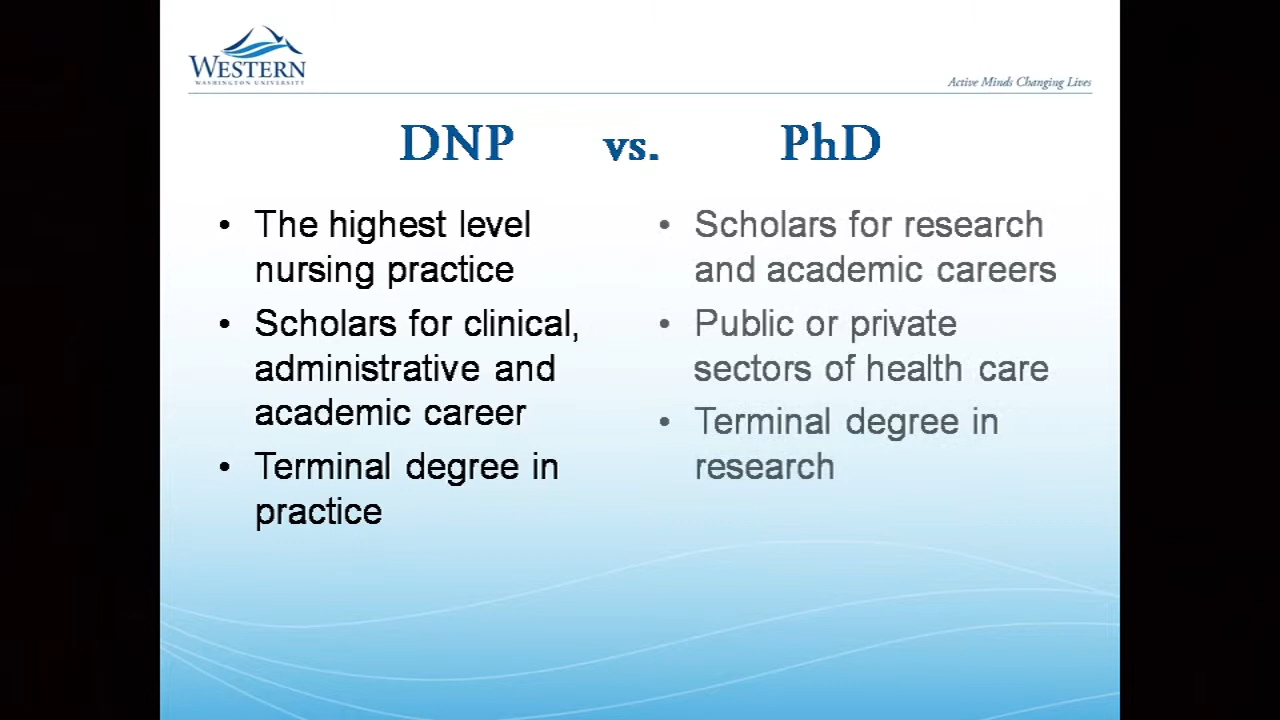 WESTERN
WASHINGTON UNIVERSITY
Active Minds Changing Lives
DNP vs. PhD
• The highest level
nursing practice
• Scholars for clinical,
administrative and
academic career
• Terminal degree in
practice
• Scholars for research
and academic careers
• Public or private
sectors of health care
• Terminal degree in
research